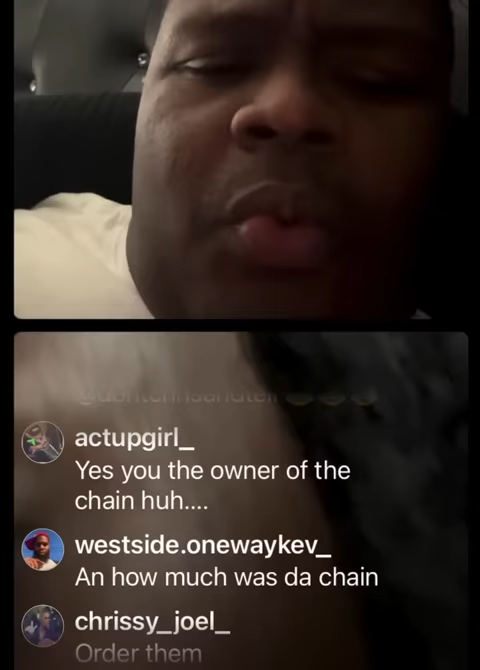 actupgirl_
Yes you the owner of the
chain huh....
westside.onewaykev_
An how much was da chain
chrissy_joel_
Order them